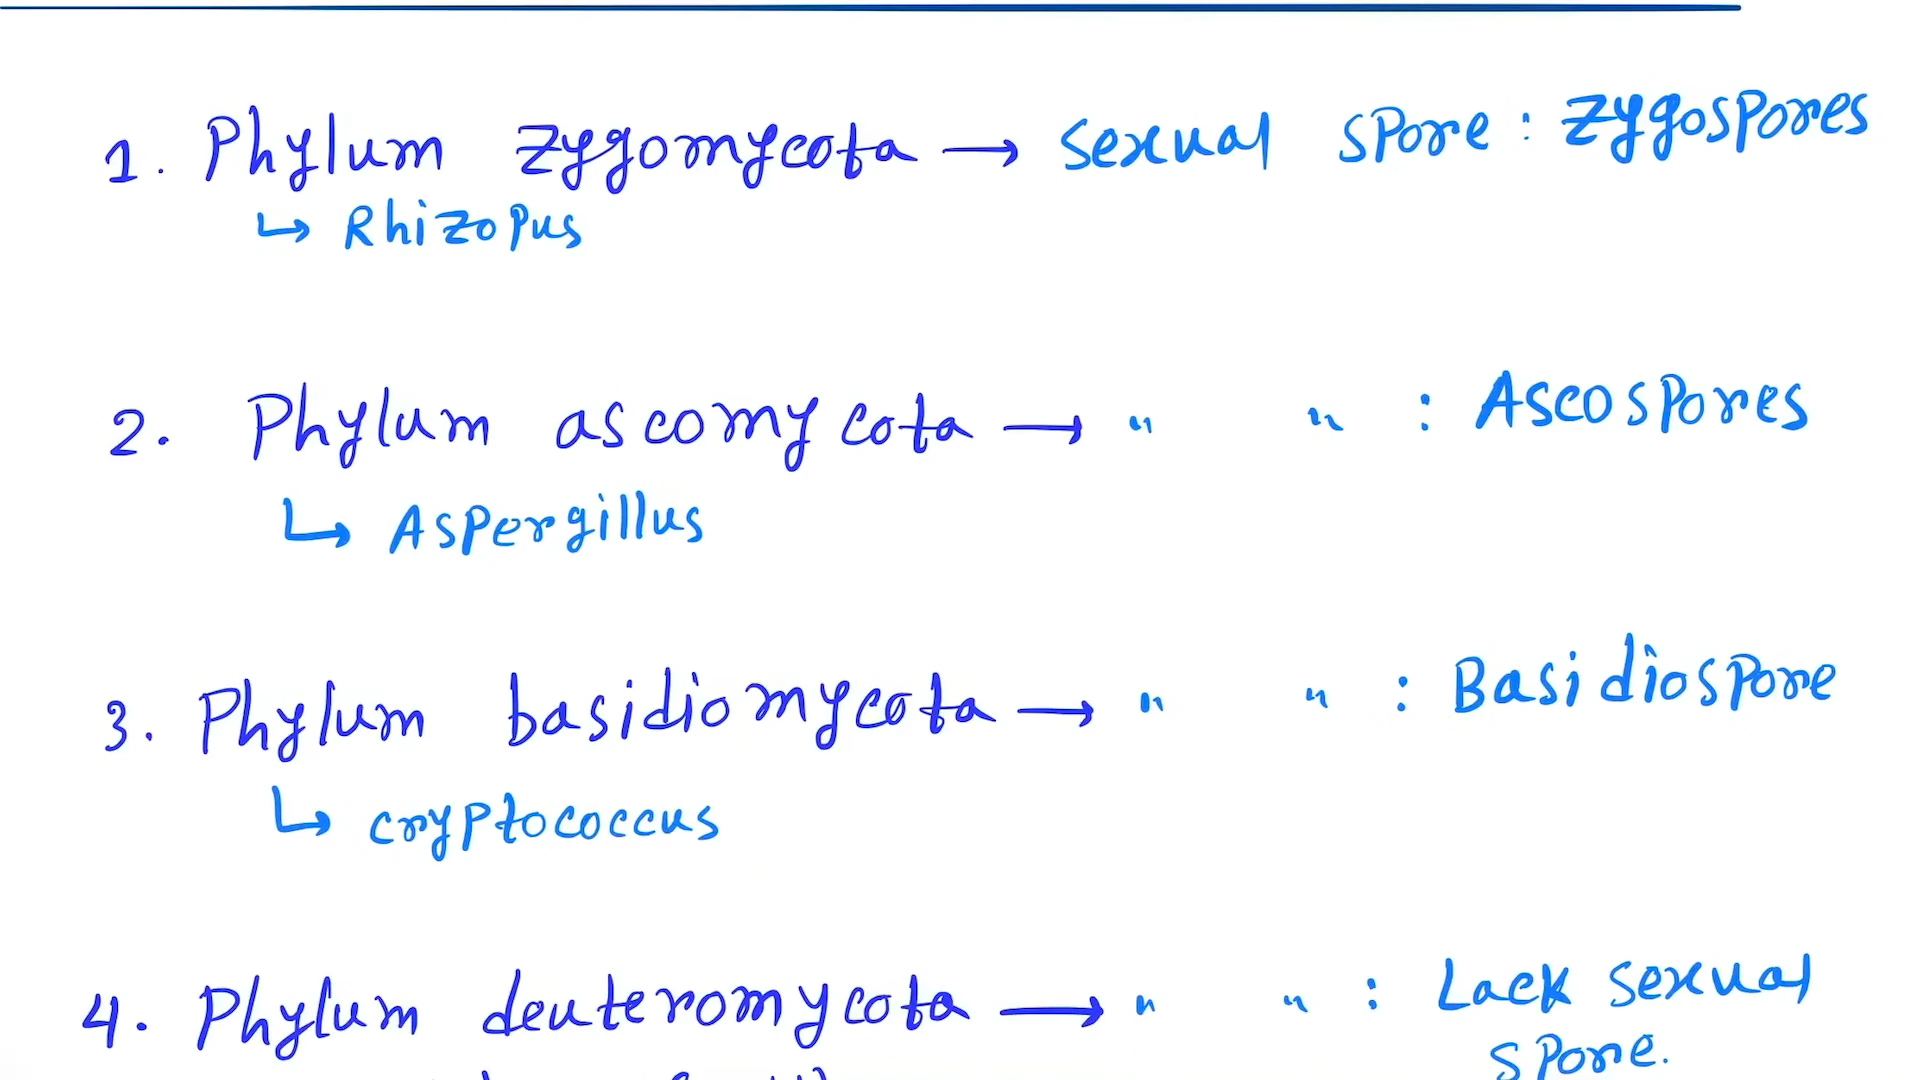 1. Phylum zygomycota → sexual spore : zygospores
↳ Rhizopus
2. Phylum ascomycota → " " : Ascospores
↳ Aspergillus
3. Phylum basidiomycota → " " : Basidiospore
↳ cryptococcus
4. Phylum deuteromycota → " " : Lack sexual
spore.